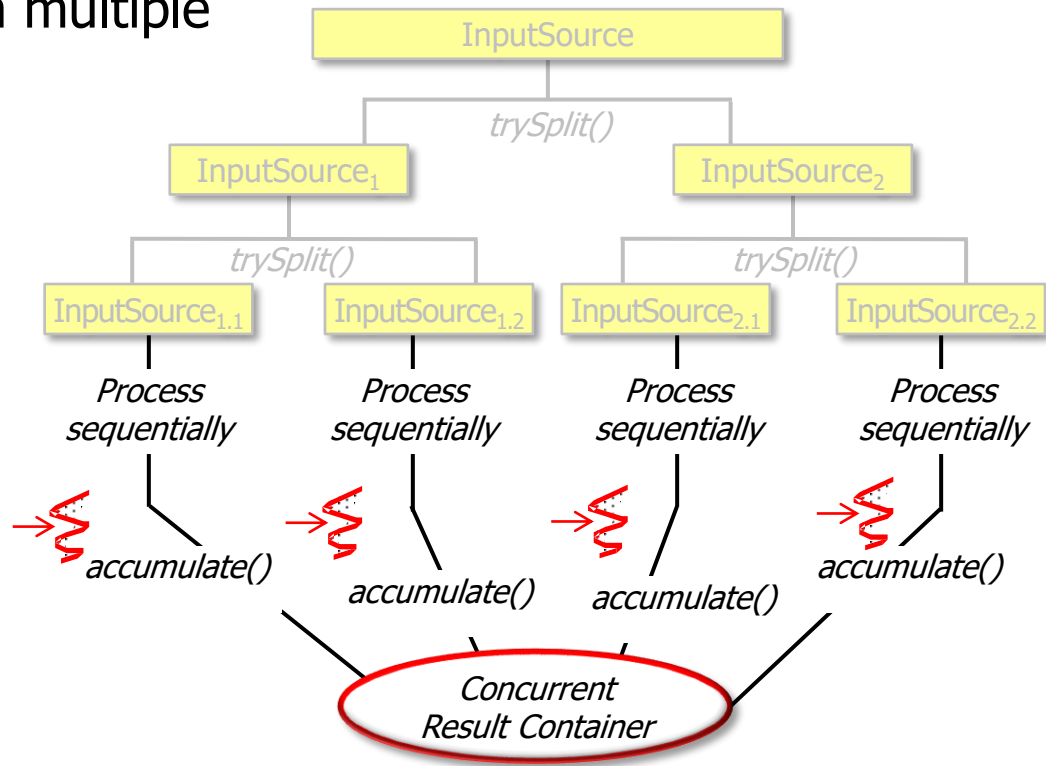 multiple
InputSource
trySplit()
InputSource₁ InputSource₂
trySplit() trySplit()
InputSource₁.₁ InputSource₁.₂ InputSource₂.₁ InputSource₂.₂
Process Process Process Process
sequentially sequentially sequentially sequentially
accumulate() accumulate() accumulate() accumulate()
Concurrent
Result Container